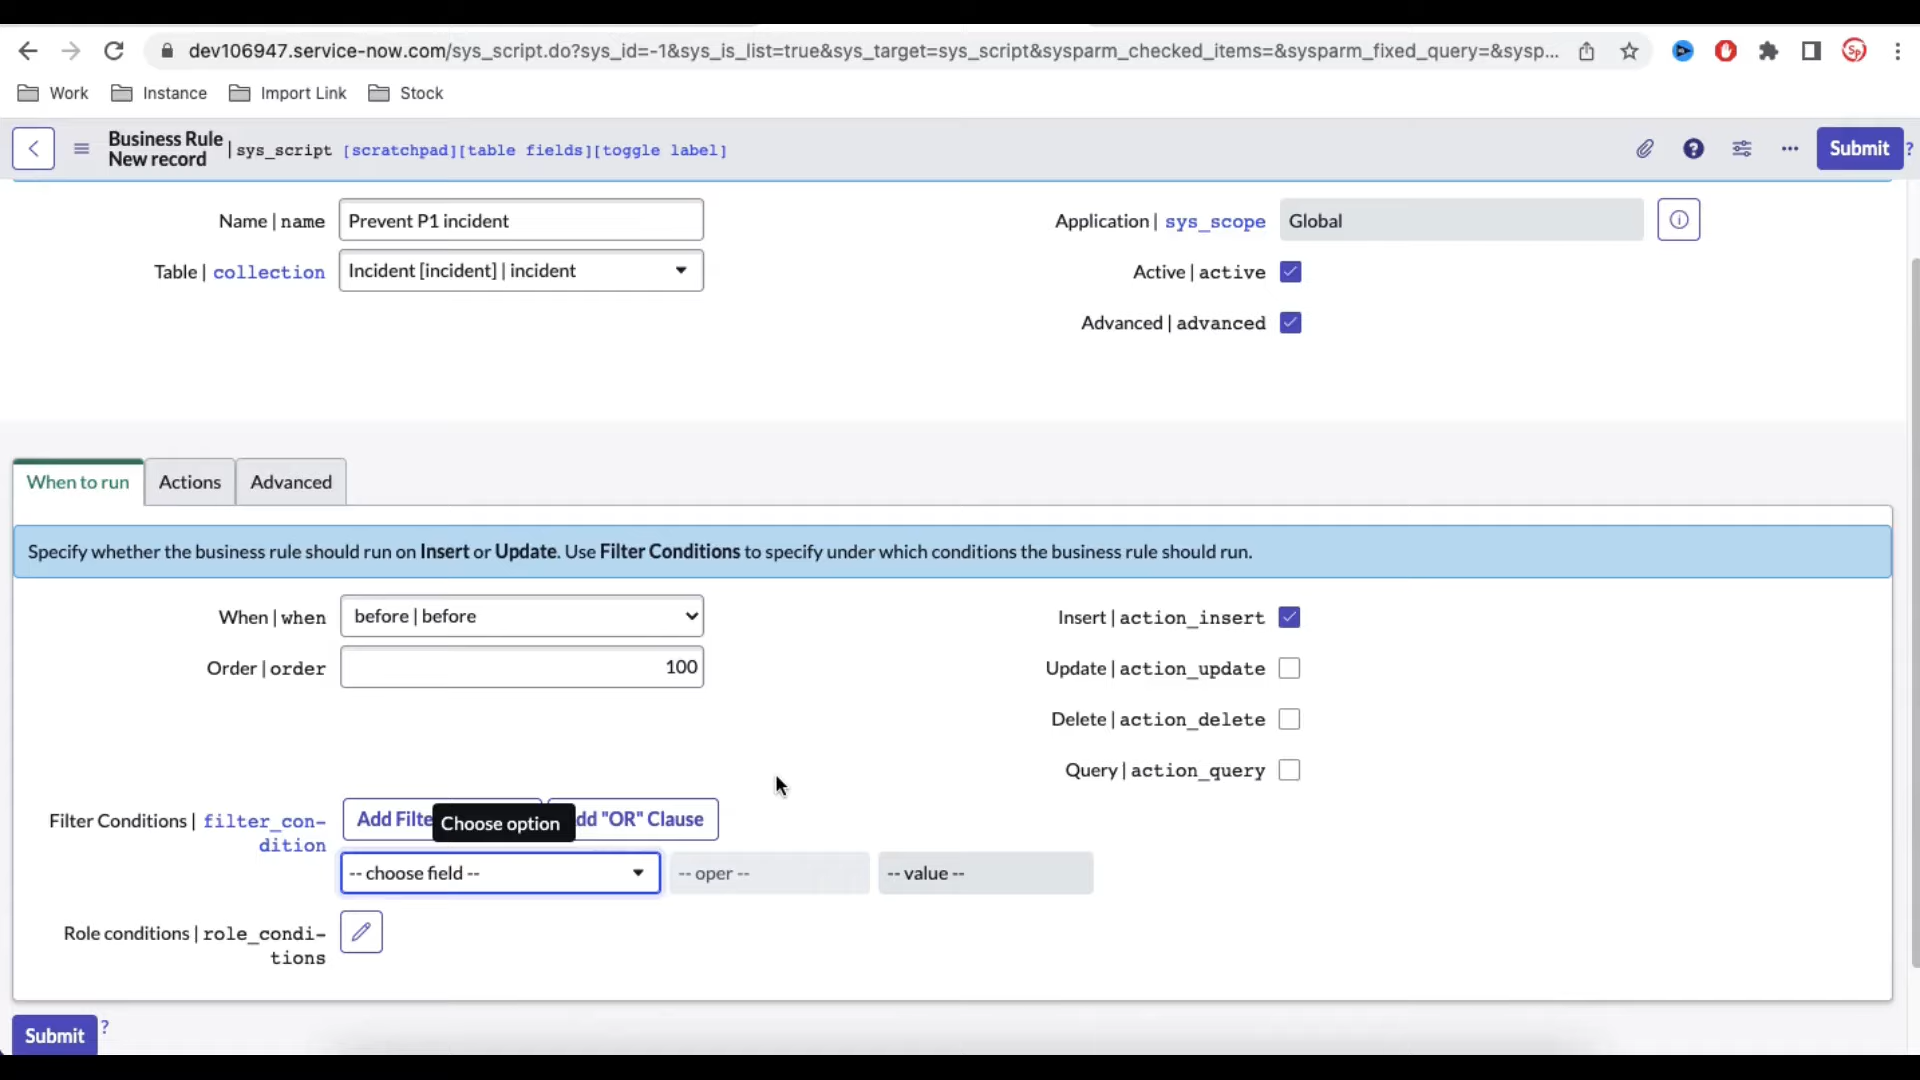 dev106947.service-now.com/sys_script.do?sys_id=-1&sys_is_list=true&sys_target=sys_script&sysparm_checked_items=&sysparm_fixed_query=&sysp...
Sp
Work Instance Import Link Stock
Business Rule
New record | sys_script [scratchpad][table fields][toggle label]
Submit ?
Name | name Prevent P1 incident
Application | sys_scope Global
Table | collection Incident [incident] | incident
Active | active
Advanced | advanced
When to run Actions Advanced
Specify whether the business rule should run on Insert or Update. Use Filter Conditions to specify under which conditions the business rule should run.
When | when before | before
Insert | action_insert
Order | order 100
Update | action_update
Delete | action_delete
Query | action_query
Filter Conditions | filter_con-
dition
Add Filte
Choose option
dd "OR" Clause
-- choose field -- -- oper -- -- value --
Role conditions | role_condi-
tions
Submit ?